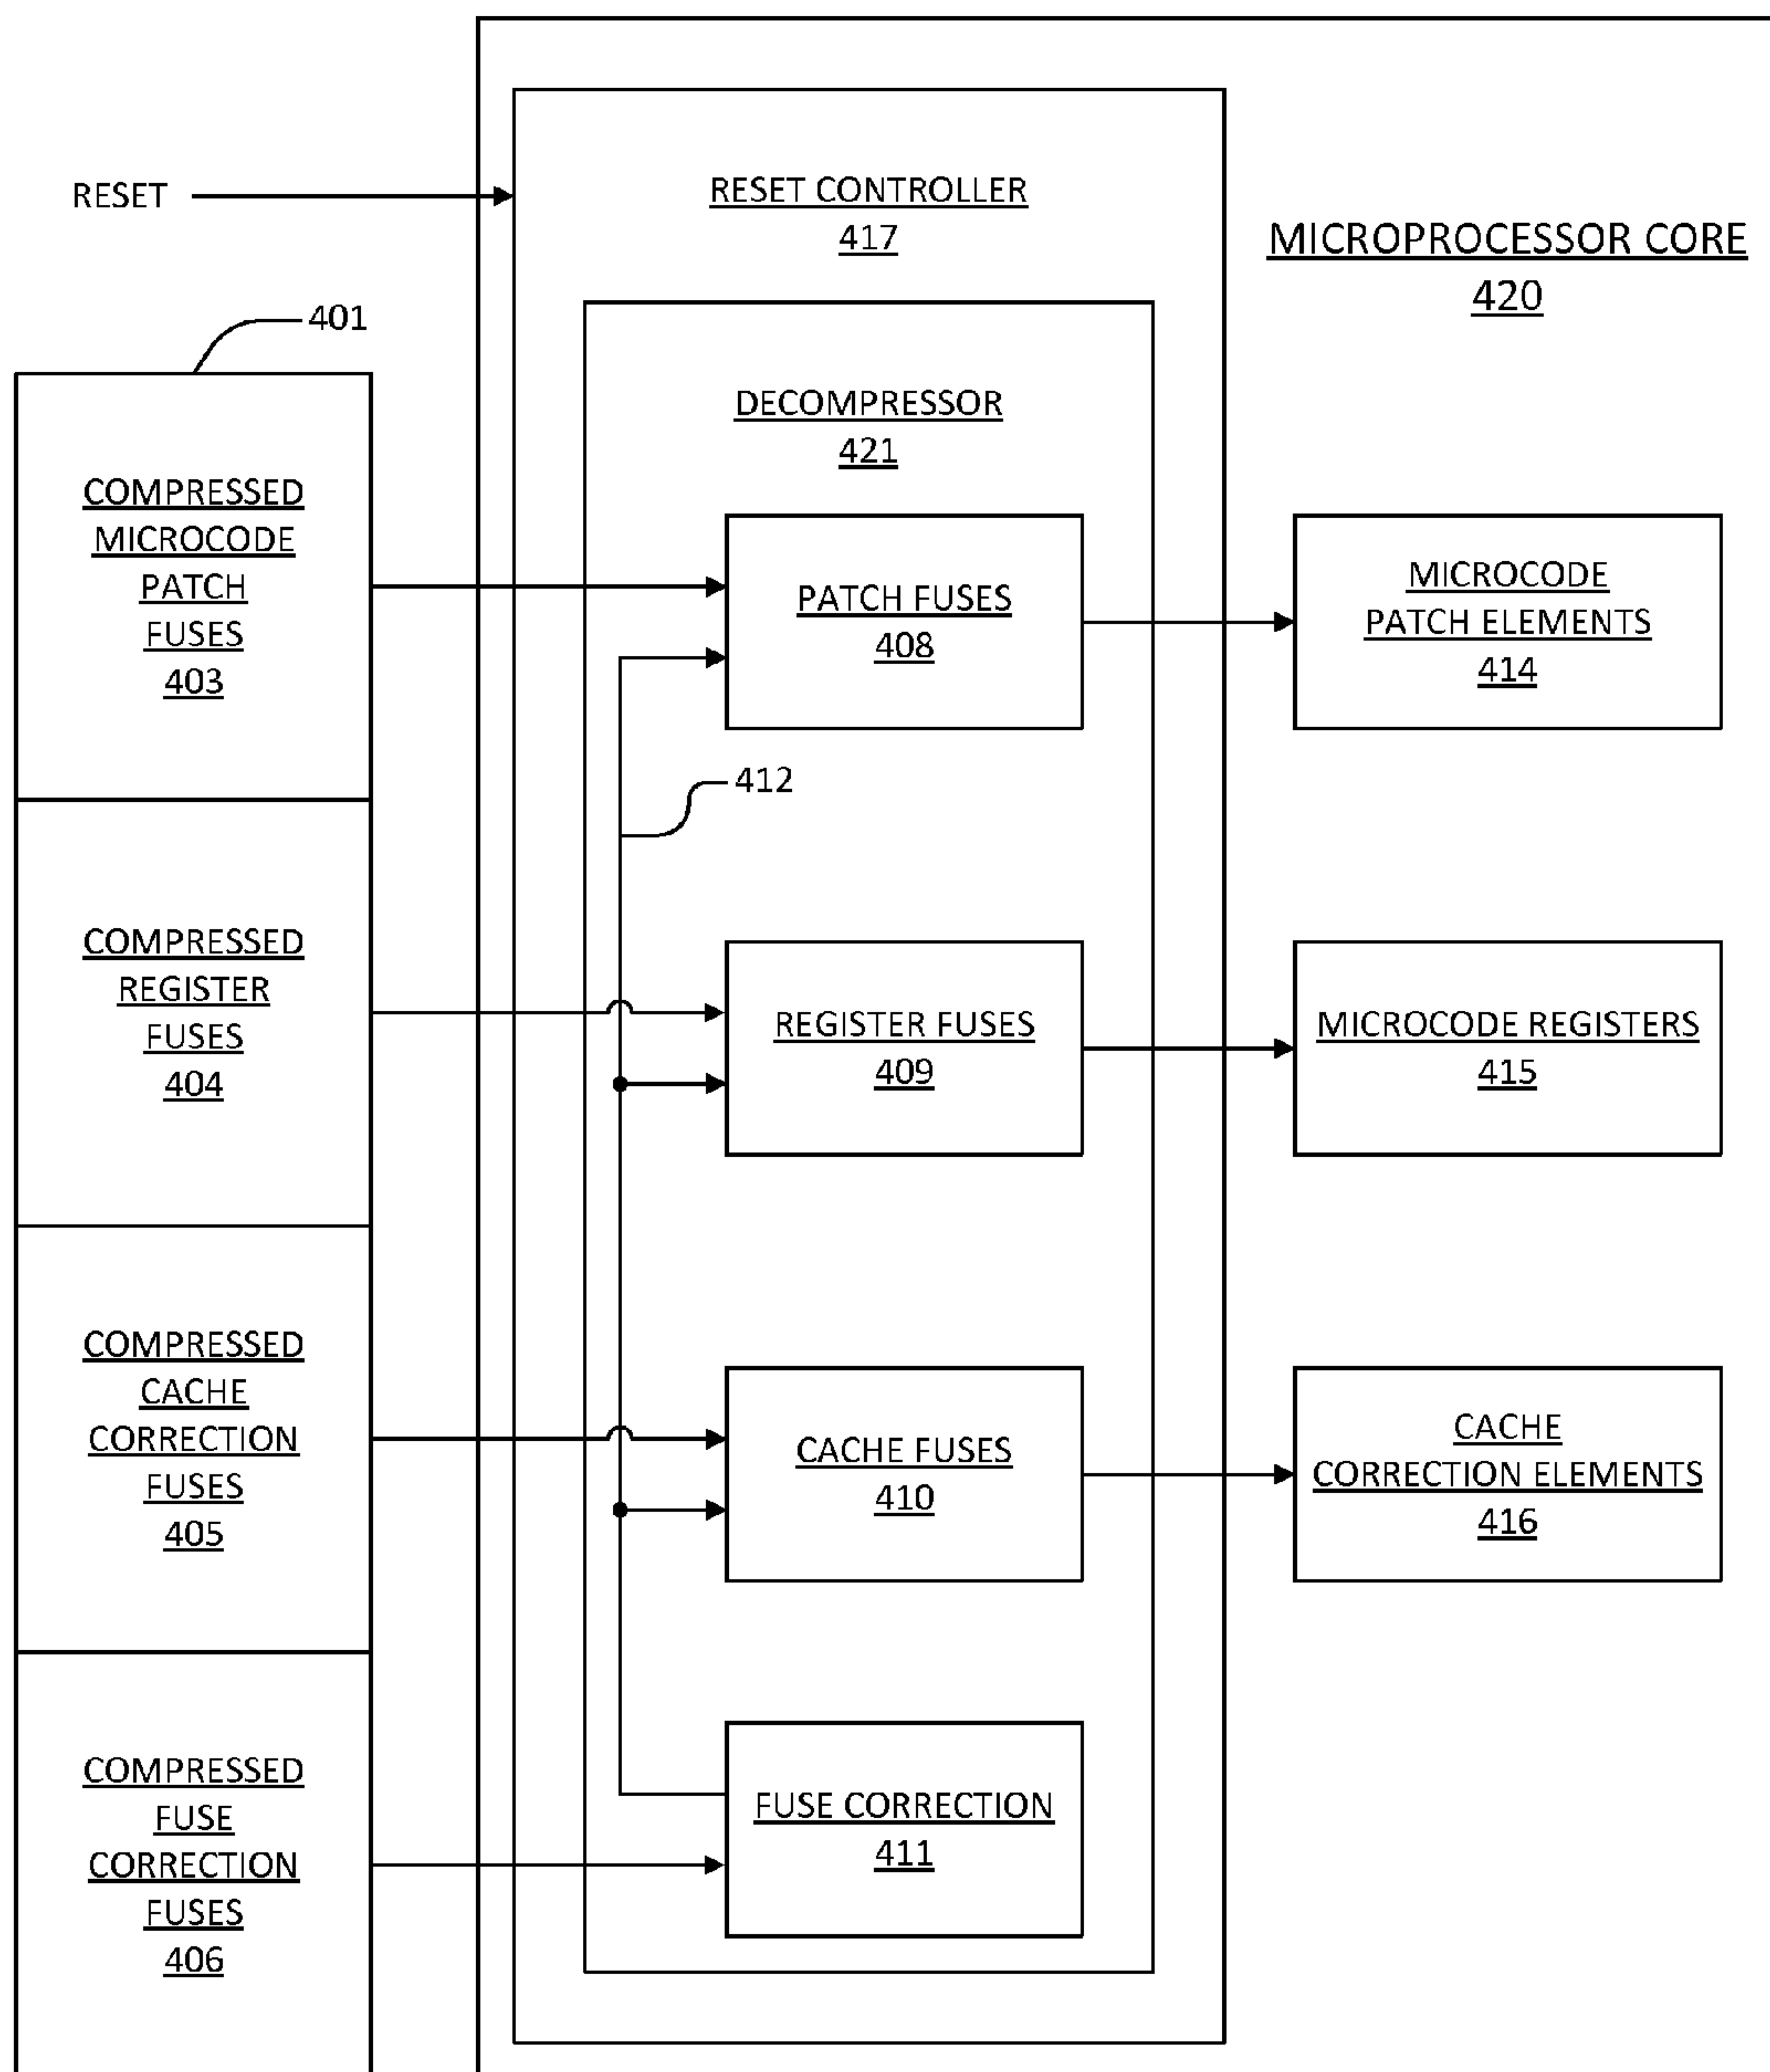 RESET
RESET CONTROLLER
417
MICROPROCESSOR CORE
420
401
DECOMPRESSOR
421
COMPRESSED
MICROCODE
PATCH
FUSES
403
PATCH FUSES
408
MICROCODE
PATCH ELEMENTS
414
412
COMPRESSED
REGISTER
FUSES
404
REGISTER FUSES
409
MICROCODE REGISTERS
415
COMPRESSED
CACHE
CORRECTION
FUSES
405
CACHE FUSES
410
CACHE
CORRECTION ELEMENTS
416
COMPRESSED
FUSE
CORRECTION
FUSES
406
FUSE CORRECTION
411